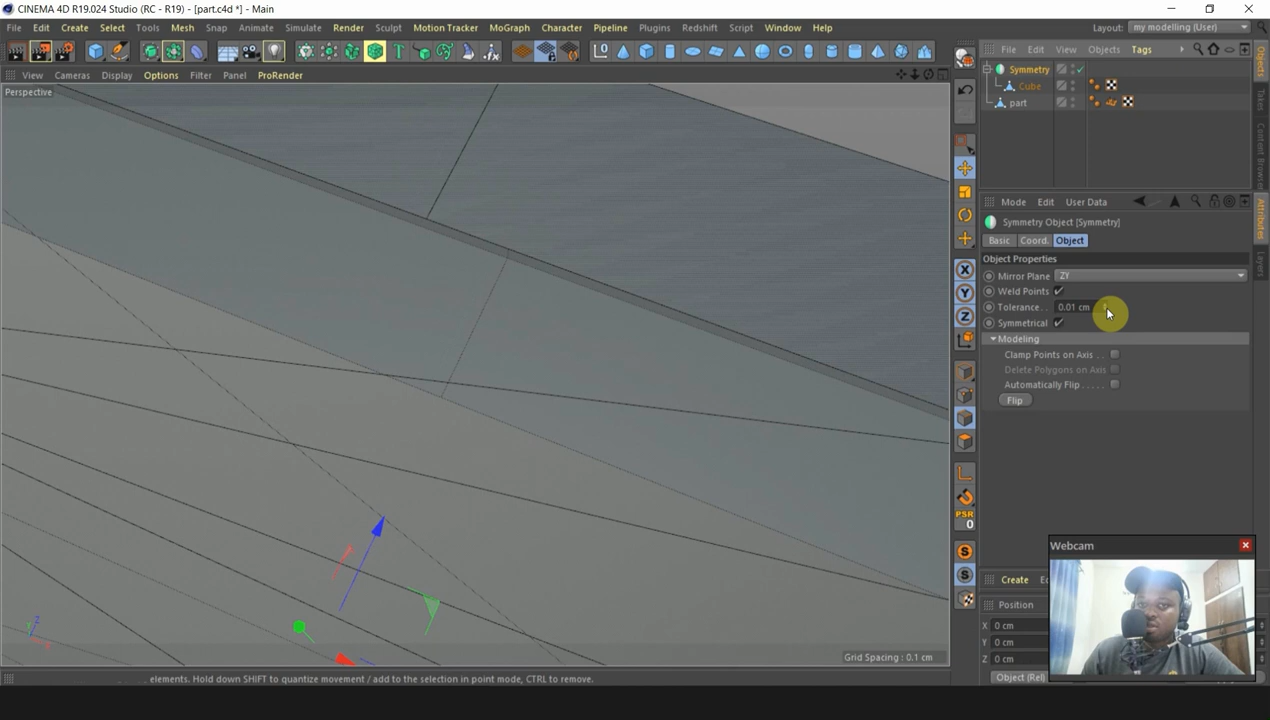 CINEMA 4D R19.024 Studio (RC - R19) - [part.c4d *] - Main
File Edit Create Select Tools Mesh Snap Animate Simulate Render Sculpt Motion Tracker MoGraph Character Pipeline Plugins Redshift Script Window Help
Layout: my modelling (User)
File Edit View Objects Tags
View Cameras Display Options Filter Panel ProRender
Perspective
Symmetry
Cube
part
Objects
Takes
Attributes
Layers
Mode Edit User Data
Symmetry Object [Symmetry]
Basic Coord. Object
Object Properties
Mirror Plane ZY
Weld Points
Tolerance . . 0.01 cm
Symmetrical
Modeling
Clamp Points on Axis . .
Delete Polygons on Axis
Automatically Flip . . . . .
Flip
X
Y
Z
PSR
0
S
S
Webcam
Create
Position
X 0 cm
Y 0 cm
Z 0 cm
Object (Rel)
Grid Spacing : 0.1 cm
elements. Hold down SHIFT to quantize movement / add to the selection in point mode, CTRL to remove.